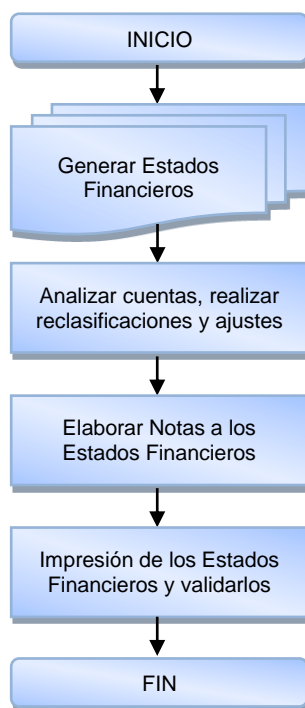 INICIO
Generar Estados
Financieros
Analizar cuentas, realizar
reclasificaciones y ajustes
Elaborar Notas a los
Estados Financieros
Impresión de los Estados
Financieros y validarlos
FIN